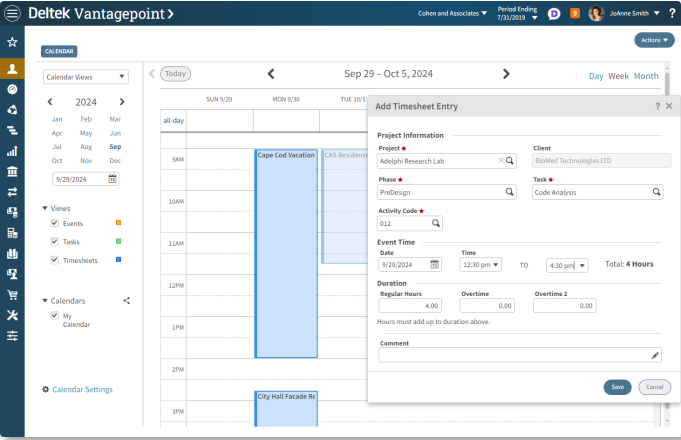 Deltek Vantagepoint
Cohen and Associates
Period Ending
7/31/2019
D
9
JoAnne Smith
?
Actions
CALENDAR
Calendar Views
2024
Jan Feb Mar
Apr May Jun
Jul Aug Sep
Oct Nov Dec
9/29/2024
Views
Events
Tasks
Timesheets
Calendars
My
Calendar
Calendar Settings
Today
Sep 29 – Oct 5, 2024
Day Week Month
SUN 9/29 MON 9/30 TUE 10/1
all-day
9AM
10AM
11AM
12PM
1PM
2PM
3PM
Cape Cod Vacation
CAS Residence
City Hall Facade Re
Add Timesheet Entry
? ×
Project Information
Project ★ Client
Adelphi Research Lab × BioMed Technologies LTD
Phase ★ Task ★
PreDesign Code Analysis
Activity Code ★
012
Event Time
Date Time
9/29/2024 12:30 pm TO 4:30 pm Total: 4 Hours
Duration
Regular Hours Overtime Overtime 2
4.00 0.00 0.00
Hours must add up to duration above.
Comment
Save Cancel